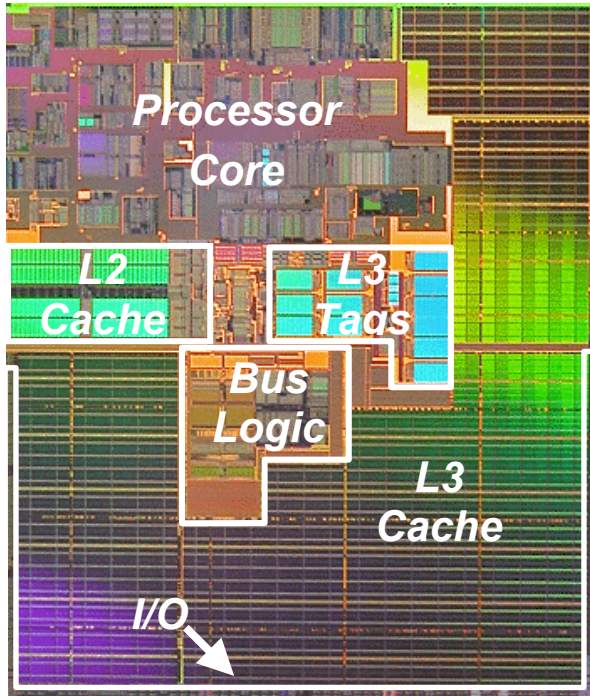 Processor
Core
L2
Cache
L3
Tags
Bus
Logic
L3
Cache
I/O